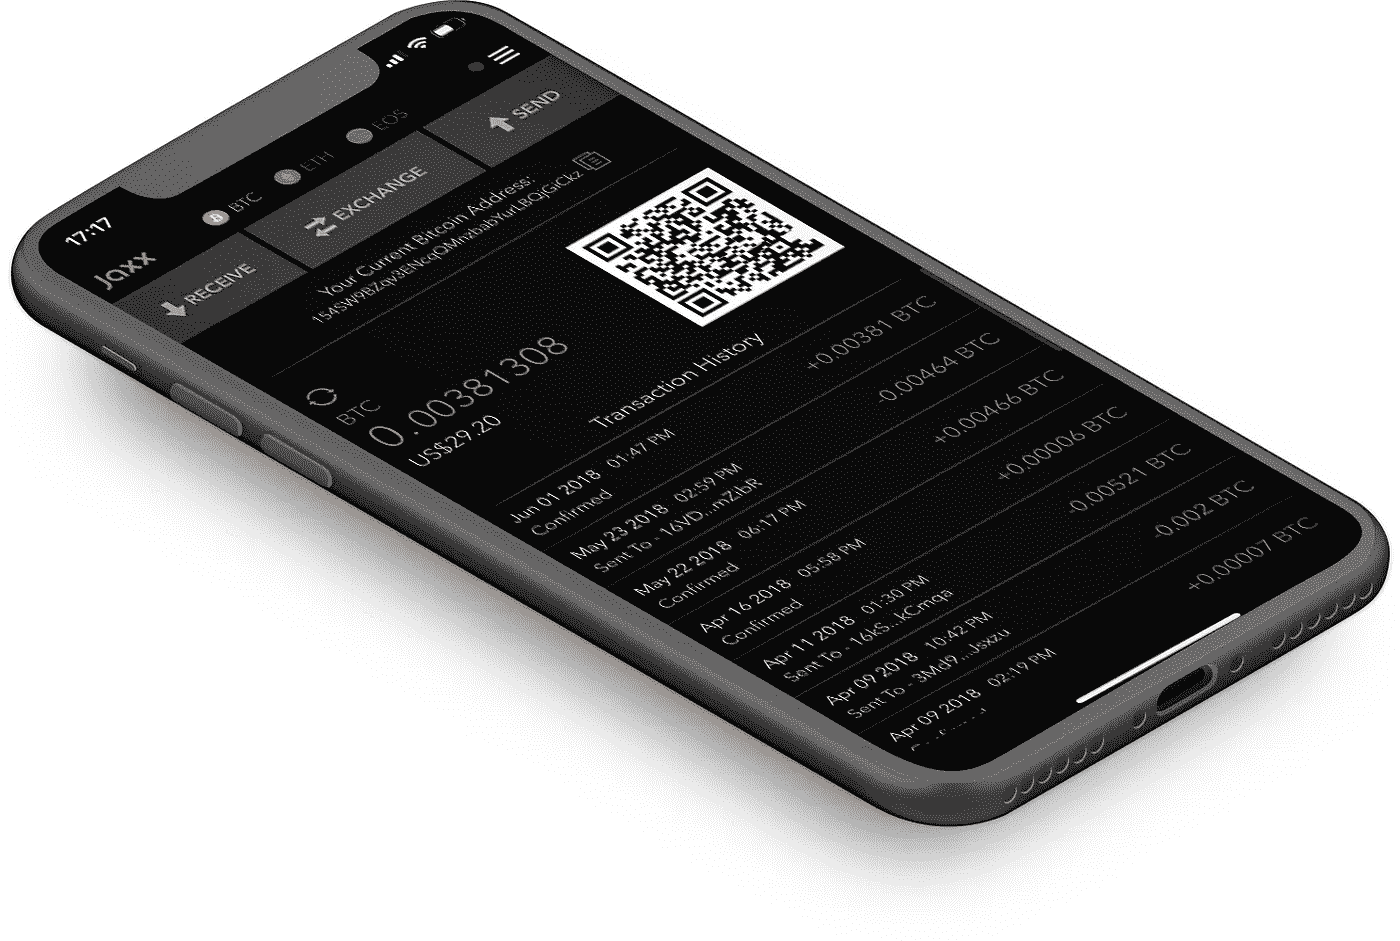 17:17
Jaxx
BTC ETH EOS
RECEIVE EXCHANGE SEND
Your Current Bitcoin Address:
BTC
0.00381308
US$29.20
Transaction History
Jun 01 2018 01:47 PM +0.00381 BTC
Confirmed
May 23 2018 02:59 PM -0.00464 BTC
Sent To - 16VD...mZibR
May 22 2018 06:17 PM +0.00466 BTC
Confirmed
Apr 16 2018 05:58 PM +0.00006 BTC
Confirmed
Apr 11 2018 01:30 PM -0.00521 BTC
Sent To - 16kS...kCmqa
Apr 09 2018 10:42 PM -0.002 BTC
Sent To - 3Md9...Jsxzu
Apr 09 2018 02:19 PM +0.00007 BTC